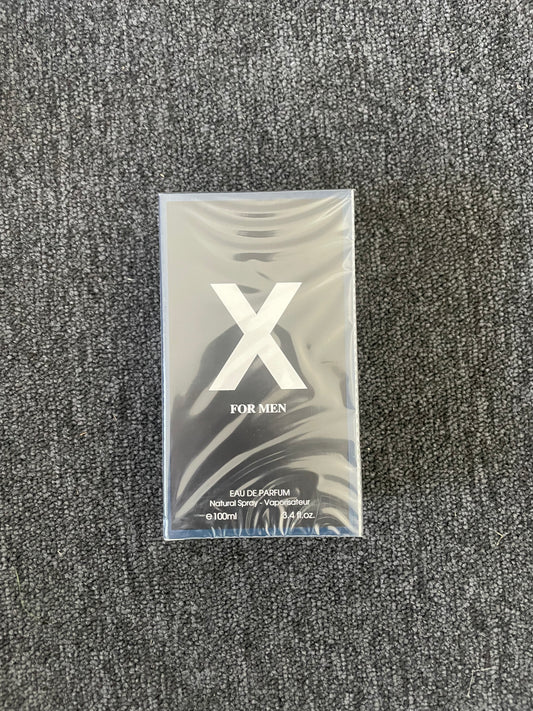 X
FOR MEN
EAU DE PARFUM
Natural Spray - Vaporisateur
℮100ml 3.4 fl.oz.